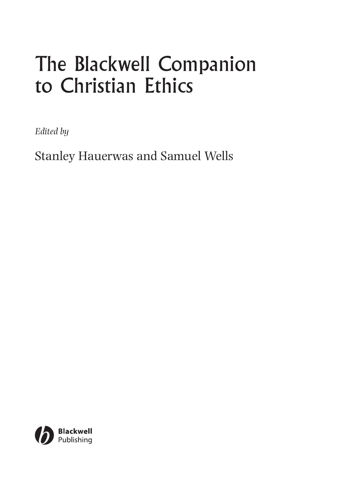 The Blackwell Companion
to Christian Ethics
Edited by
Stanley Hauerwas and Samuel Wells
Blackwell
Publishing